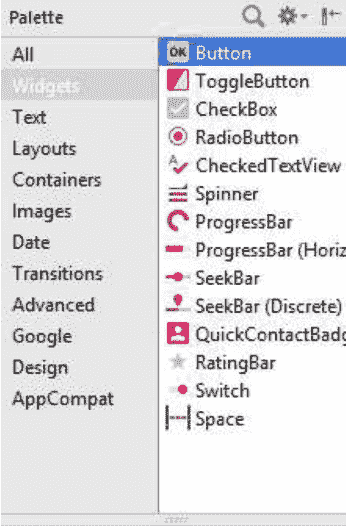 Palette
All
Widgets
Text
Layouts
Containers
Images
Date
Transitions
Advanced
Google
Design
AppCompat
OK Button
ToggleButton
CheckBox
RadioButton
A CheckedTextView
Spinner
ProgressBar
ProgressBar (Horiz
SeekBar
SeekBar (Discrete)
QuickContactBadg
RatingBar
Switch
Space